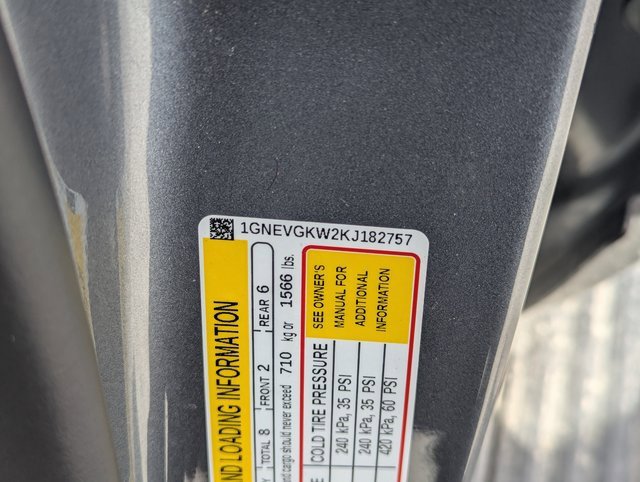 1GNEVGKW2KJ182757
AND LOADING INFORMATION
TOTAL 8 FRONT 2 REAR 6
and cargo should never exceed 710 kg or 1566 lbs.
COLD TIRE PRESSURE
SEE OWNER'S
MANUAL FOR
ADDITIONAL
INFORMATION
240 kPa, 35 PSI
240 kPa, 35 PSI
420 kPa, 60 PSI